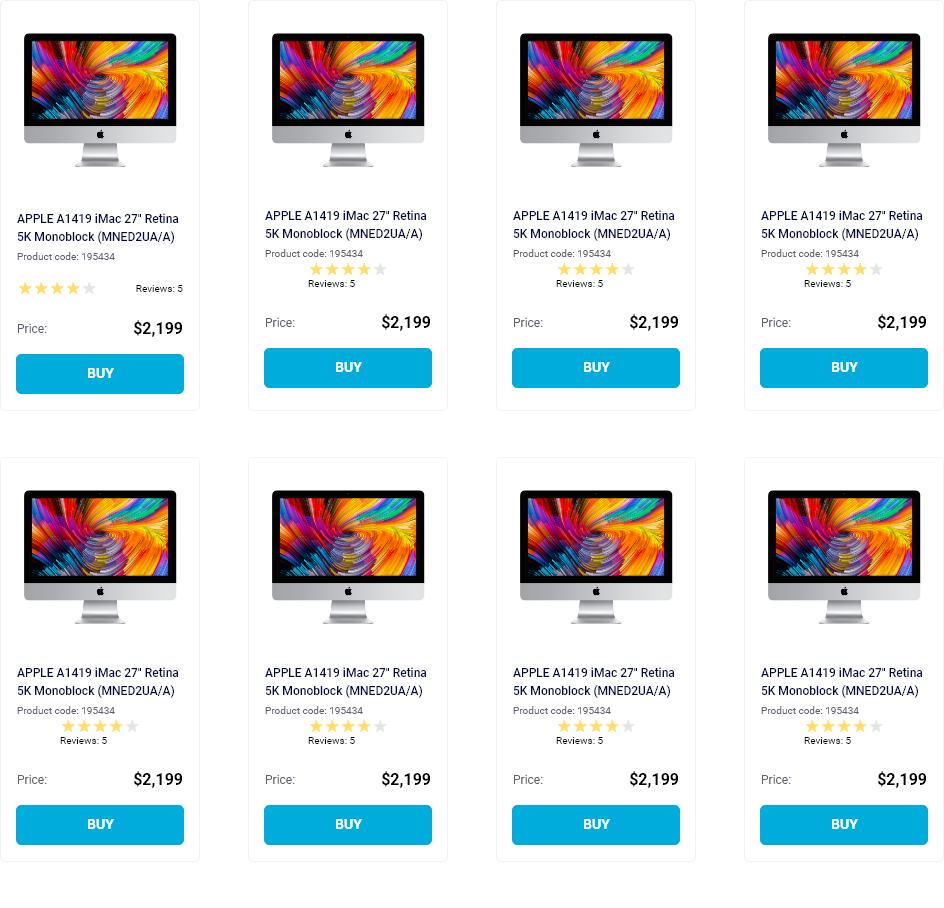 APPLE A1419 iMac 27" Retina
5K Monoblock (MNED2UA/A)
Product code: 195434
Reviews: 5
Price: $2,199
BUY
APPLE A1419 iMac 27" Retina
5K Monoblock (MNED2UA/A)
Product code: 195434
Reviews: 5
Price: $2,199
BUY
APPLE A1419 iMac 27" Retina
5K Monoblock (MNED2UA/A)
Product code: 195434
Reviews: 5
Price: $2,199
BUY
APPLE A1419 iMac 27" Retina
5K Monoblock (MNED2UA/A)
Product code: 195434
Reviews: 5
Price: $2,199
BUY
APPLE A1419 iMac 27" Retina
5K Monoblock (MNED2UA/A)
Product code: 195434
Reviews: 5
Price: $2,199
BUY
APPLE A1419 iMac 27" Retina
5K Monoblock (MNED2UA/A)
Product code: 195434
Reviews: 5
Price: $2,199
BUY
APPLE A1419 iMac 27" Retina
5K Monoblock (MNED2UA/A)
Product code: 195434
Reviews: 5
Price: $2,199
BUY
APPLE A1419 iMac 27" Retina
5K Monoblock (MNED2UA/A)
Product code: 195434
Reviews: 5
Price: $2,199
BUY